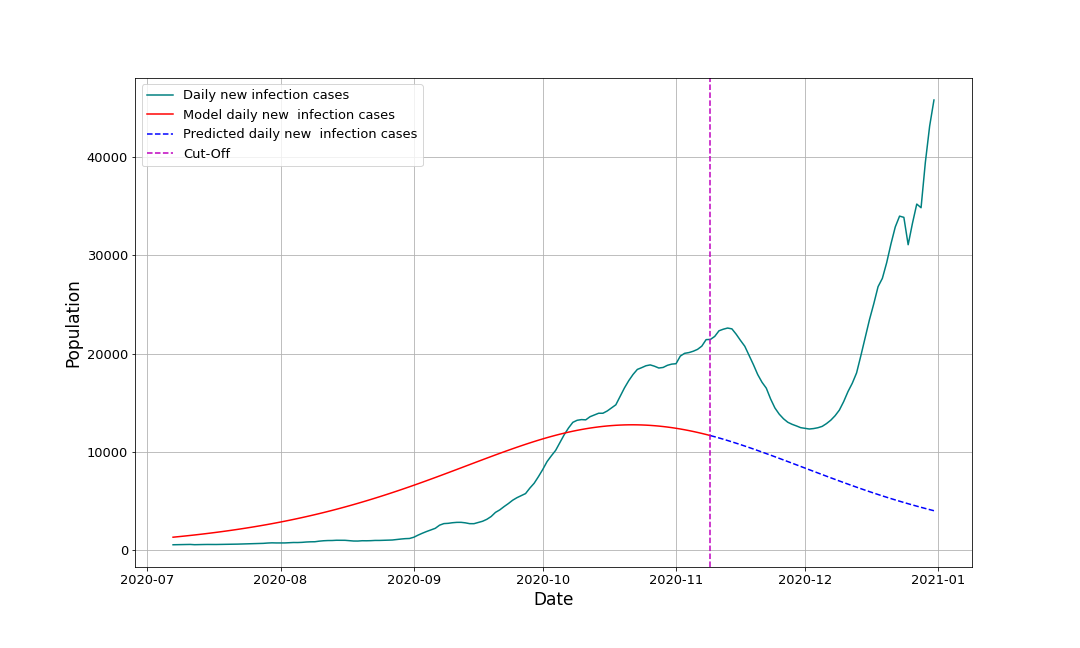 Daily new infection cases
Model daily new  infection cases
Predicted daily new  infection cases
Cut-Off
40000
30000
20000
10000
0
Population
2020-07 2020-08 2020-09 2020-10 2020-11 2020-12 2021-01
Date